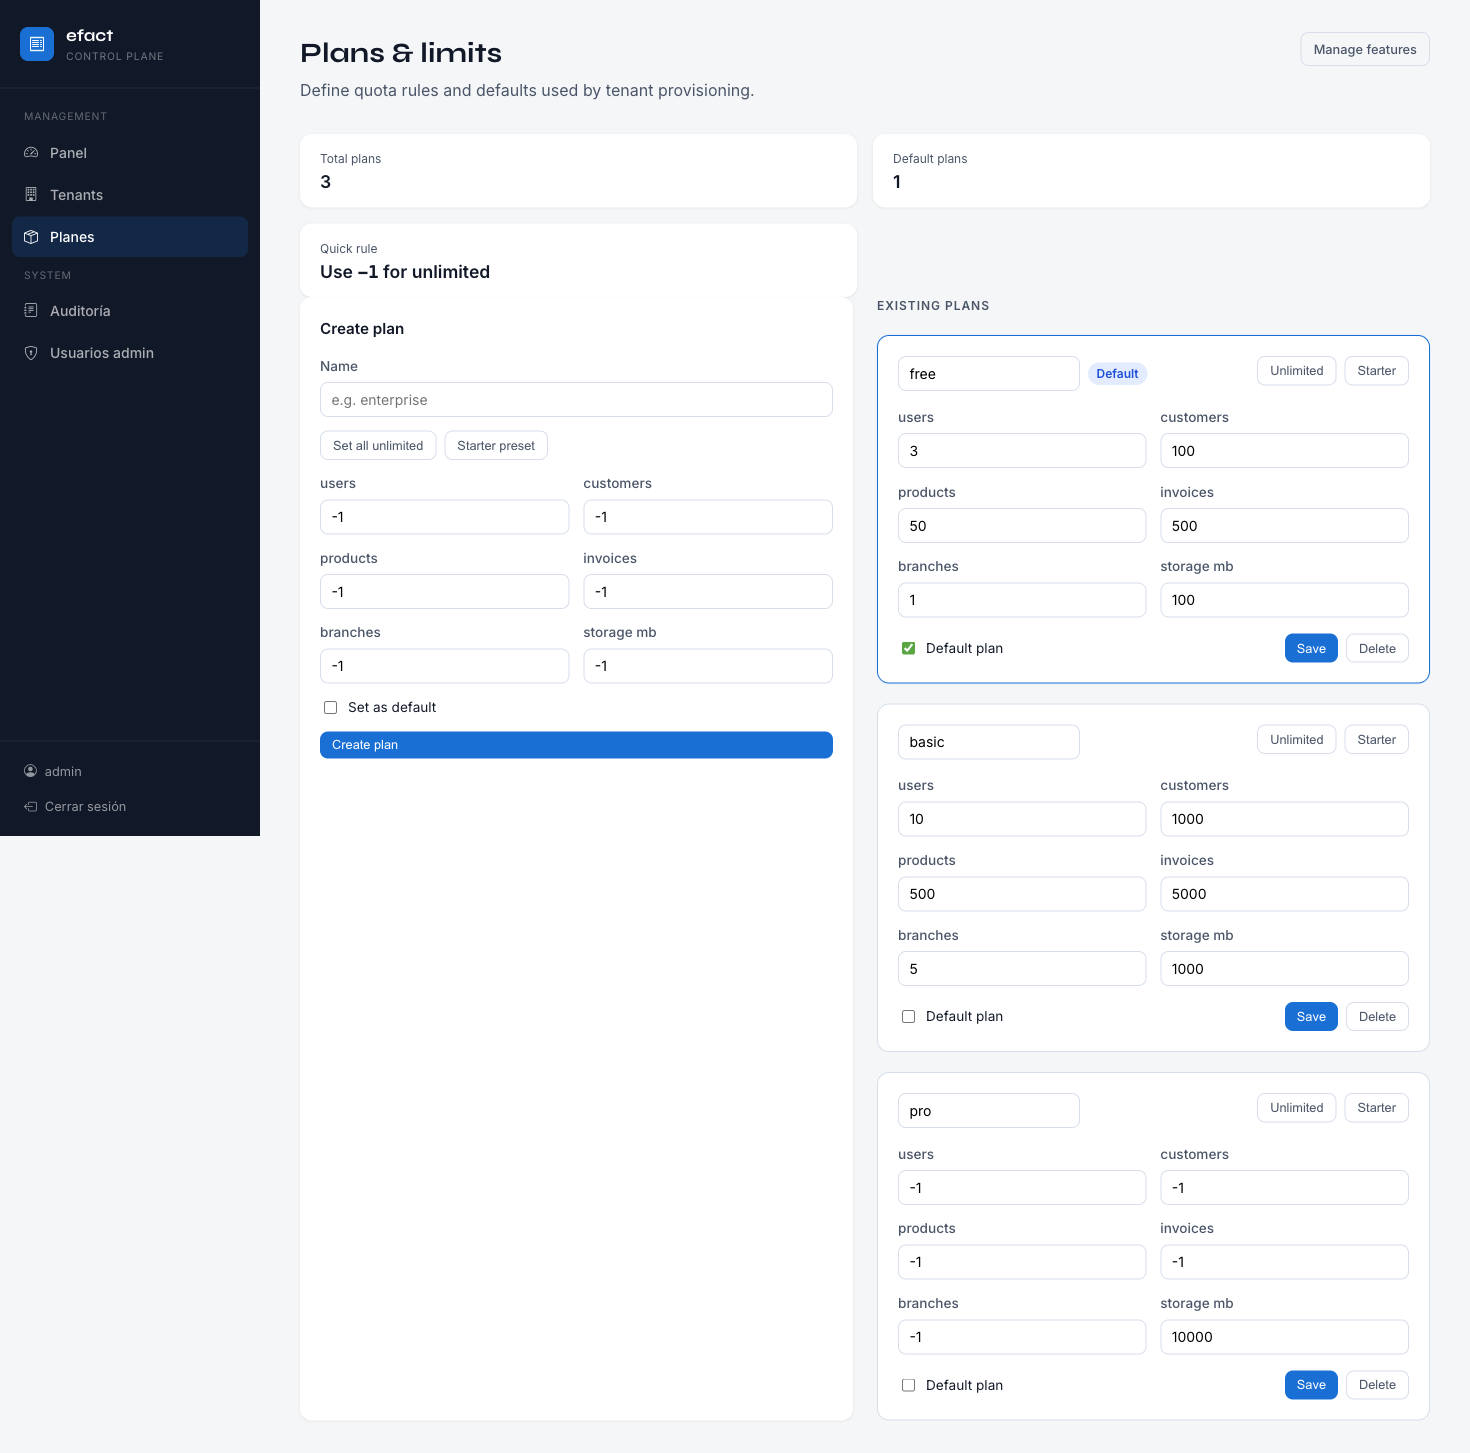 efact
CONTROL PLANE
MANAGEMENT
Panel
Tenants
Planes
SYSTEM
Auditoría
Usuarios admin
admin
Cerrar sesión
Plans & limits
Manage features
Define quota rules and defaults used by tenant provisioning.
Total plans
3
Default plans
1
Quick rule
Use −1 for unlimited
Create plan
Name
e.g. enterprise
Set all unlimited Starter preset
users customers
-1 -1
products invoices
-1 -1
branches storage mb
-1 -1
Set as default
Create plan
EXISTING PLANS
free Default Unlimited Starter
users customers
3 100
products invoices
50 500
branches storage mb
1 100
Default plan Save Delete
basic Unlimited Starter
users customers
10 1000
products invoices
500 5000
branches storage mb
5 1000
Default plan Save Delete
pro Unlimited Starter
users customers
-1 -1
products invoices
-1 -1
branches storage mb
-1 10000
Default plan Save Delete